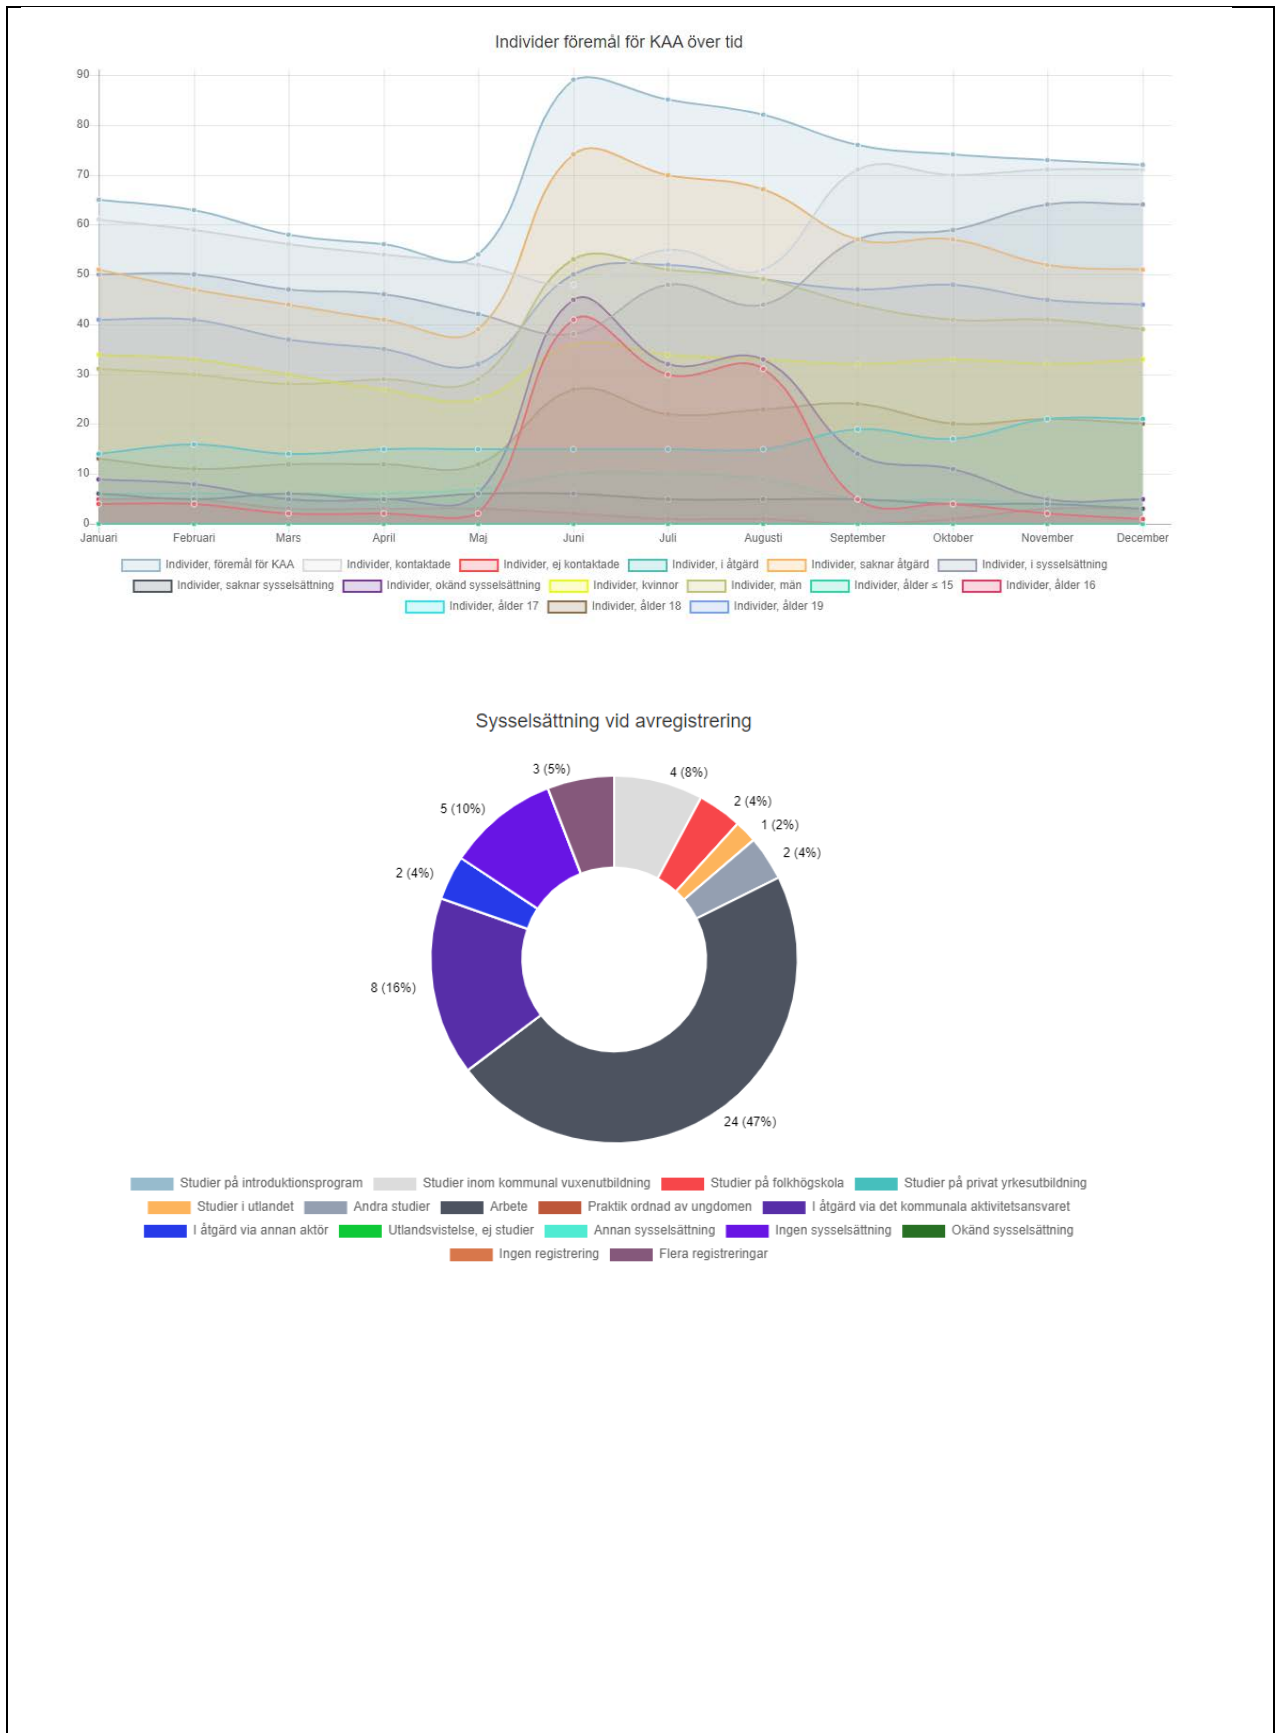 Individer föremål för KAA över tid
90
80
70
60
50
40
30
20
10
0
Januari Februari Mars April Maj Juni Juli Augusti September Oktober November December
Individer, föremål för KAA Individer, kontaktade Individer, ej kontaktade Individer, i åtgärd Individer, saknar åtgärd Individer, i sysselsättning
Individer, saknar sysselsättning Individer, okänd sysselsättning Individer, kvinnor Individer, män Individer, ålder ≤ 15 Individer, ålder 16
Individer, ålder 17 Individer, ålder 18 Individer, ålder 19
Sysselsättning vid avregistrering
3 (5%) 4 (8%)
5 (10%) 2 (4%)
1 (2%)
2 (4%) 2 (4%)
8 (16%)
24 (47%)
Studier på introduktionsprogram Studier inom kommunal vuxenutbildning Studier på folkhögskola Studier på privat yrkesutbildning
Studier i utlandet Andra studier Arbete Praktik ordnad av ungdomen I åtgärd via det kommunala aktivitetsansvaret
I åtgärd via annan aktör Utlandsvistelse, ej studier Annan sysselsättning Ingen sysselsättning Okänd sysselsättning
Ingen registrering Flera registreringar